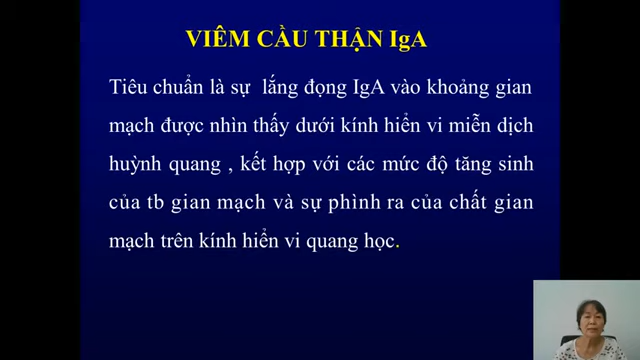 VIÊM CẦU THẬN IgA
Tiêu chuẩn là sự lắng đọng IgA vào khoảng gian
mạch được nhìn thấy dưới kính hiển vi miễn dịch
huỳnh quang , kết hợp với các mức độ tăng sinh
của tb gian mạch và sự phình ra của chất gian
mạch trên kính hiển vi quang học.